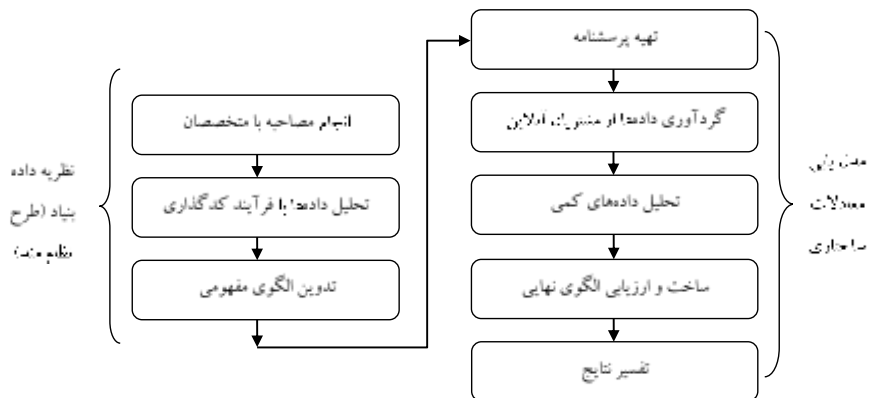 تهیه پرسشنامه
گردآوری داده‌ها از مشتریان آنلاین
تحلیل داده‌های کمی
ساخت و ارزیابی الگوی نهایی
تفسیر نتایج
مدل یابی
معادلات
ساختاری
انجام مصاحبه با متخصصان
تحلیل داده‌ها با فرآیند کدگذاری
تدوین الگوی مفهومی
نظریه داده
بنیاد (طرح
نظام مند)